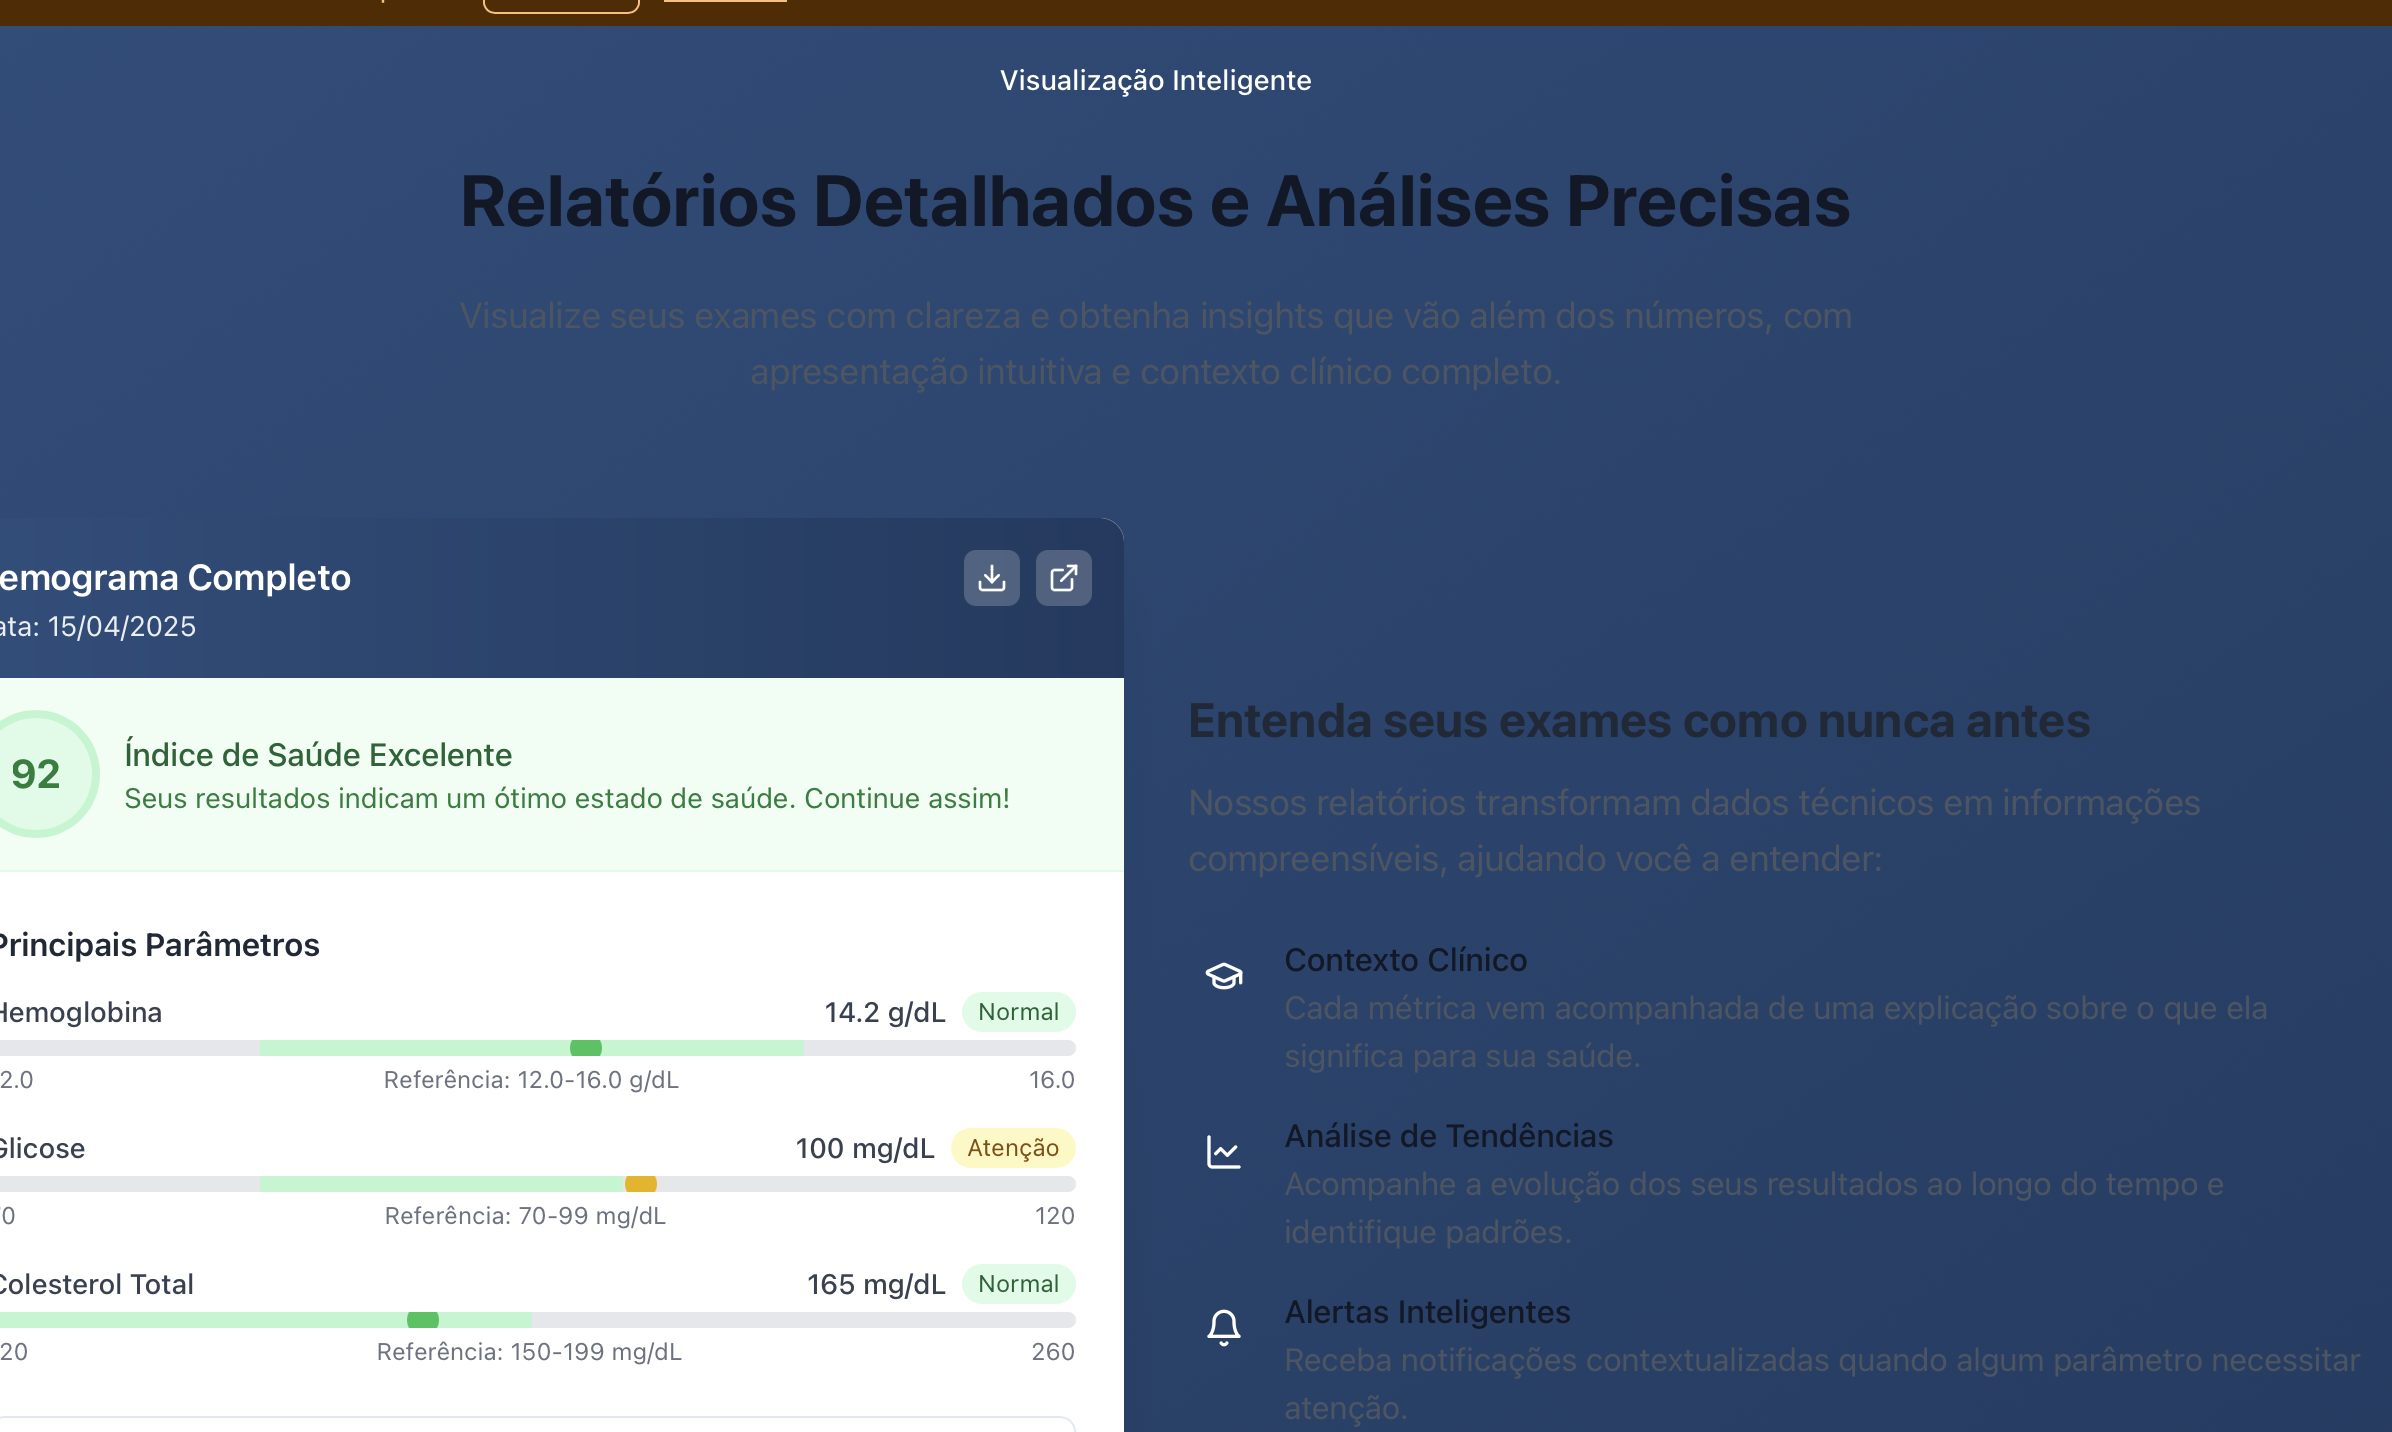 Visualização Inteligente
Relatórios Detalhados e Análises Precisas
Visualize seus exames com clareza e obtenha insights que vão além dos números, com
apresentação intuitiva e contexto clínico completo.
emograma Completo
ata: 15/04/2025
92
Índice de Saúde Excelente
Seus resultados indicam um ótimo estado de saúde. Continue assim!
Principais Parâmetros
Hemoglobina 14.2 g/dL Normal
2.0 Referência: 12.0-16.0 g/dL 16.0
Glicose 100 mg/dL Atenção
0 Referência: 70-99 mg/dL 120
Colesterol Total 165 mg/dL Normal
20 Referência: 150-199 mg/dL 260
Entenda seus exames como nunca antes
Nossos relatórios transformam dados técnicos em informações
compreensíveis, ajudando você a entender:
Contexto Clínico
Cada métrica vem acompanhada de uma explicação sobre o que ela
significa para sua saúde.
Análise de Tendências
Acompanhe a evolução dos seus resultados ao longo do tempo e
identifique padrões.
Alertas Inteligentes
Receba notificações contextualizadas quando algum parâmetro necessitar
atenção.